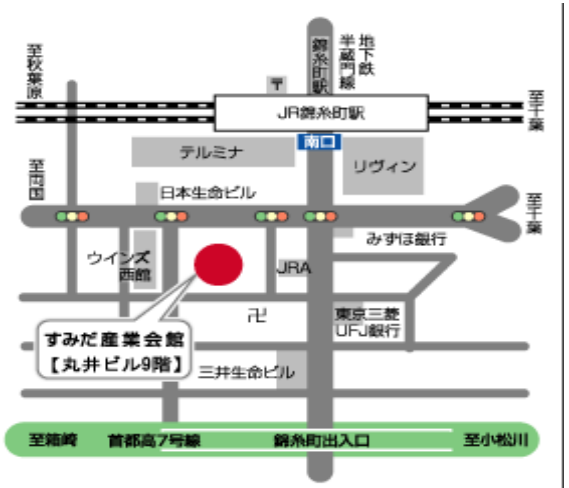 地下鉄
半蔵門線
錦糸町駅
至秋葉原
〒
JR錦糸町駅
至千葉
南口
テルミナ
リヴィン
至両国
日本生命ビル
至千葉
みずほ銀行
ウインズ
西館
JRA
卍
東京三菱
UFJ銀行
すみだ産業会館
【丸井ビル9階】
三井生命ビル
至箱崎
首都高7号線
錦糸町出入口
至小松川